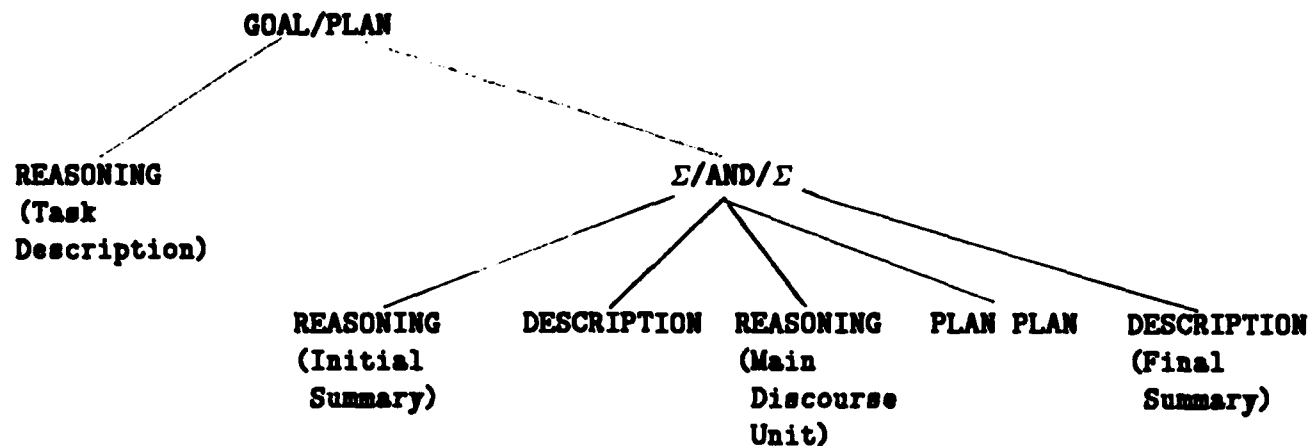 GOAL/PLAN
REASONING
(Task
Description)
Σ/AND/Σ
REASONING
(Initial
Summary)
DESCRIPTION
REASONING
(Main
Discourse
Unit)
PLAN PLAN
DESCRIPTION
(Final
Summary)